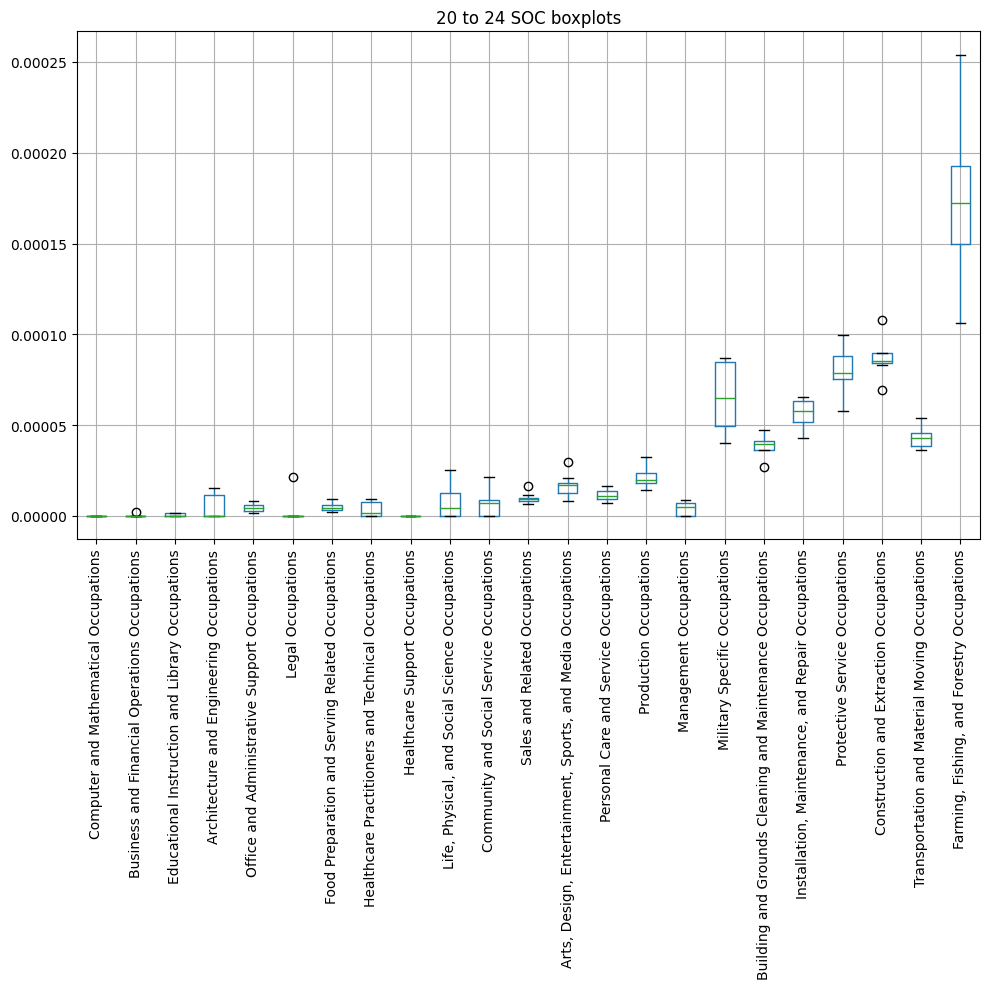 20 to 24 SOC boxplots
0.00025
0.00020
0.00015
0.00010
0.00005
0.00000
Computer and Mathematical Occupations
Business and Financial Operations Occupations
Educational Instruction and Library Occupations
Architecture and Engineering Occupations
Office and Administrative Support Occupations
Legal Occupations
Food Preparation and Serving Related Occupations
Healthcare Practitioners and Technical Occupations
Healthcare Support Occupations
Life, Physical, and Social Science Occupations
Community and Social Service Occupations
Sales and Related Occupations
Arts, Design, Entertainment, Sports, and Media Occupations
Personal Care and Service Occupations
Production Occupations
Management Occupations
Military Specific Occupations
Building and Grounds Cleaning and Maintenance Occupations
Installation, Maintenance, and Repair Occupations
Protective Service Occupations
Construction and Extraction Occupations
Transportation and Material Moving Occupations
Farming, Fishing, and Forestry Occupations